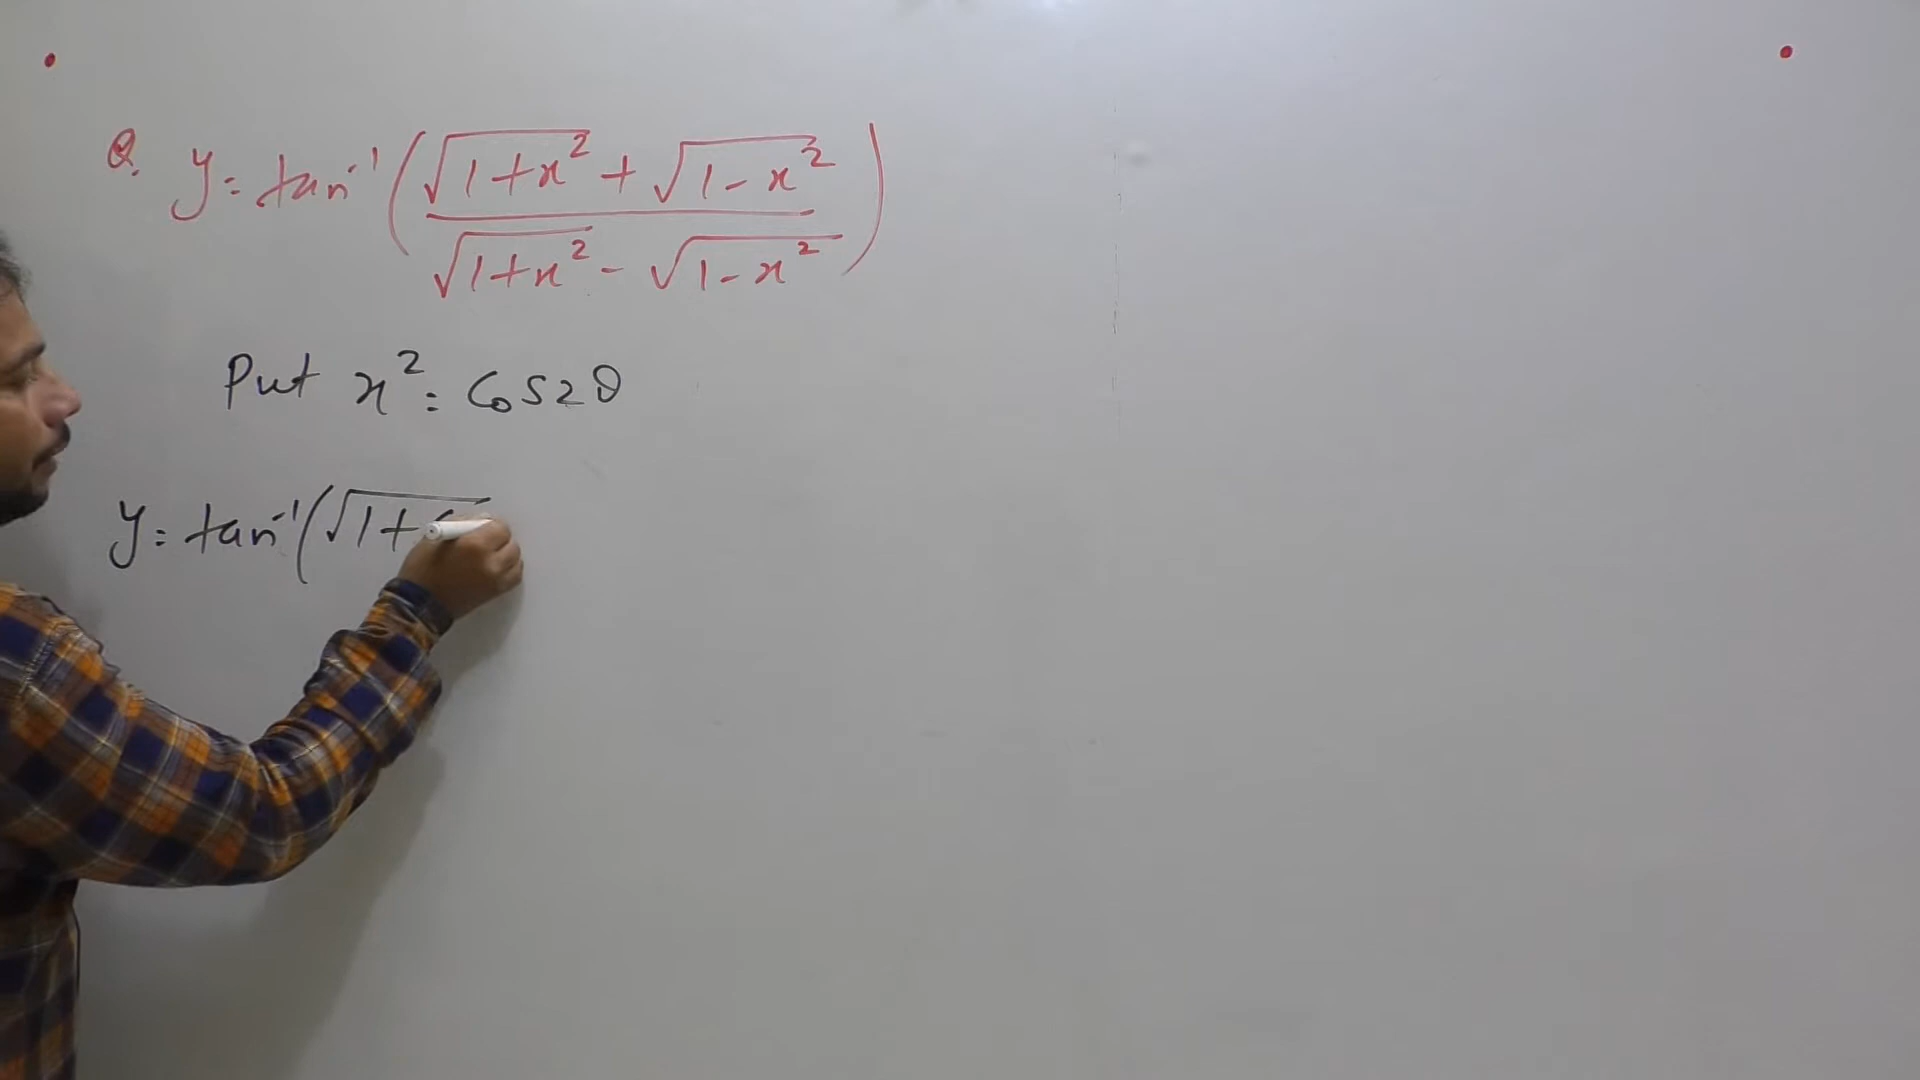 Q. y = tan⁻¹ ( (√(1+x²) + √(1-x²)) / (√(1+x²) - √(1-x²)) )
Put x² = Cos2θ
y = tan⁻¹(√1+